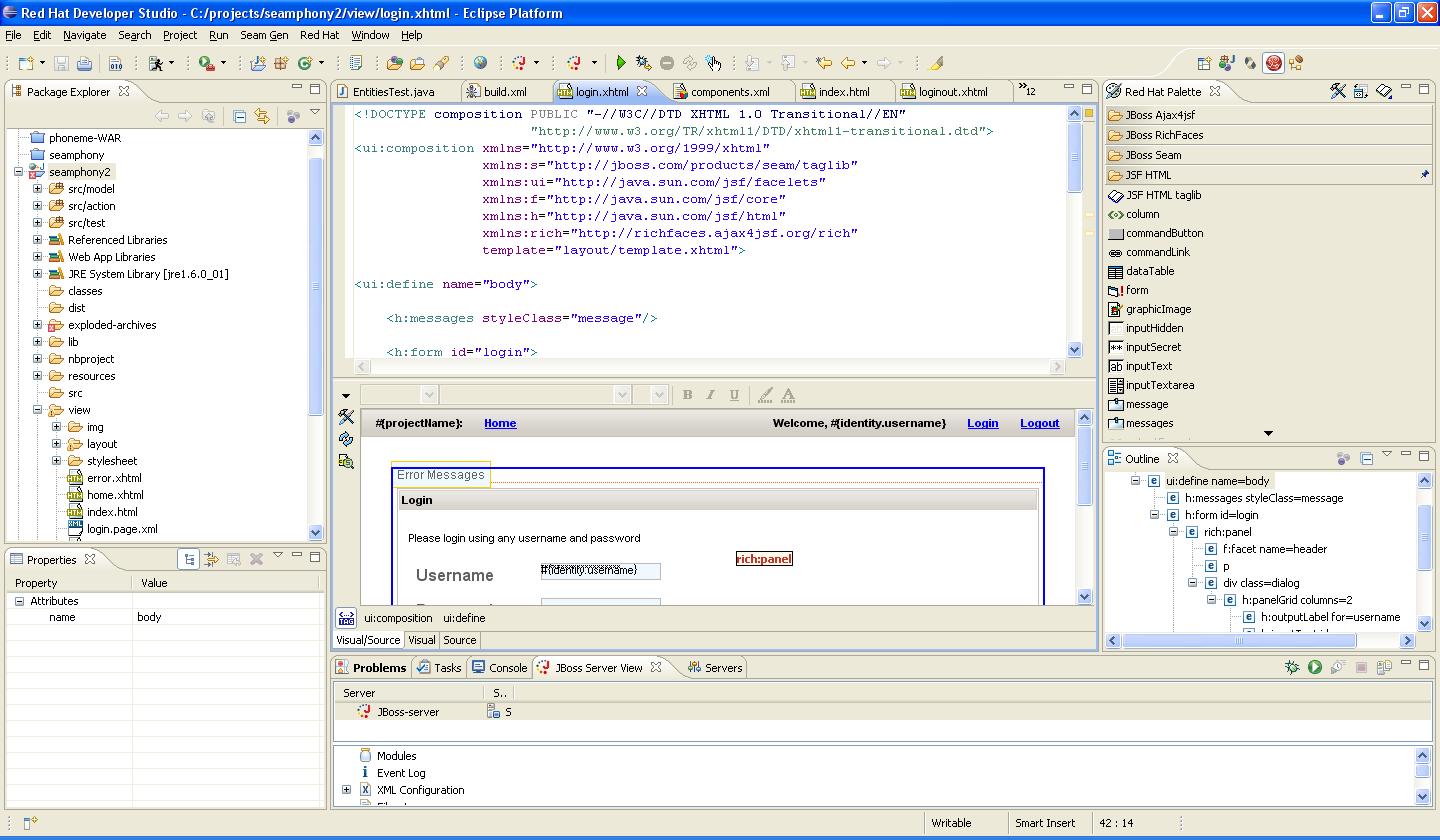 Red Hat Developer Studio - C:/projects/seamphony2/view/login.xhtml - Eclipse Platform
File Edit Navigate Search Project Run Seam Gen Red Hat Window Help
Package Explorer
phoneme-WAR
seamphony
seamphony2
src/model
src/action
src/test
Referenced Libraries
Web App Libraries
JRE System Library [jre1.6.0_01]
classes
dist
exploded-archives
lib
nbproject
resources
src
view
img
layout
stylesheet
error.xhtml
home.xhtml
index.html
login.page.xml
Properties
Property Value
Attributes
name body
EntitiesTest.java build.xml login.xhtml components.xml index.html loginout.xhtml »12
<!DOCTYPE composition PUBLIC "-//W3C//DTD XHTML 1.0 Transitional//EN"
"http://www.w3.org/TR/xhtml1/DTD/xhtml1-transitional.dtd">
<ui:composition xmlns="http://www.w3.org/1999/xhtml"
xmlns:s="http://jboss.com/products/seam/taglib"
xmlns:ui="http://java.sun.com/jsf/facelets"
xmlns:f="http://java.sun.com/jsf/core"
xmlns:h="http://java.sun.com/jsf/html"
xmlns:rich="http://richfaces.ajax4jsf.org/rich"
template="layout/template.xhtml">
<ui:define name="body">
<h:messages styleClass="message"/>
<h:form id="login">
B I U A
#{projectName}: Home Welcome, #{identity.username} Login Logout
Error Messages
Login
Please login using any username and password
rich:panel
Username #{identity.username}
TAG ui:composition ui:define
Visual/Source Visual Source
Problems Tasks Console JBoss Server View Servers
Server S..
JBoss-server S
Modules
Event Log
XML Configuration
Red Hat Palette
JBoss Ajax4jsf
JBoss RichFaces
JBoss Seam
JSF HTML
JSF HTML taglib
column
commandButton
commandLink
dataTable
form
graphicImage
inputHidden
inputSecret
inputText
inputTextarea
message
messages
Outline
ui:define name=body
h:messages styleClass=message
h:form id=login
rich:panel
f:facet name=header
p
div class=dialog
h:panelGrid columns=2
h:outputLabel for=username
Writable Smart Insert 42 : 14